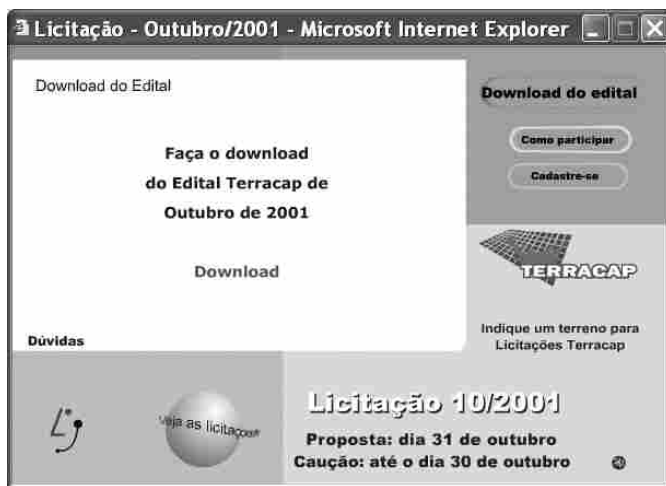 Licitação - Outubro/2001 - Microsoft Internet Explorer
Download do Edital
Faça o download
do Edital Terracap de
Outubro de 2001
Download
Dúvidas
Download do edital
Como participar
Cadastre-se
TERRACAP
Indique um terreno para
Licitações Terracap
Veja as licitações
Licitação 10/2001
Proposta: dia 31 de outubro
Caução: até o dia 30 de outubro